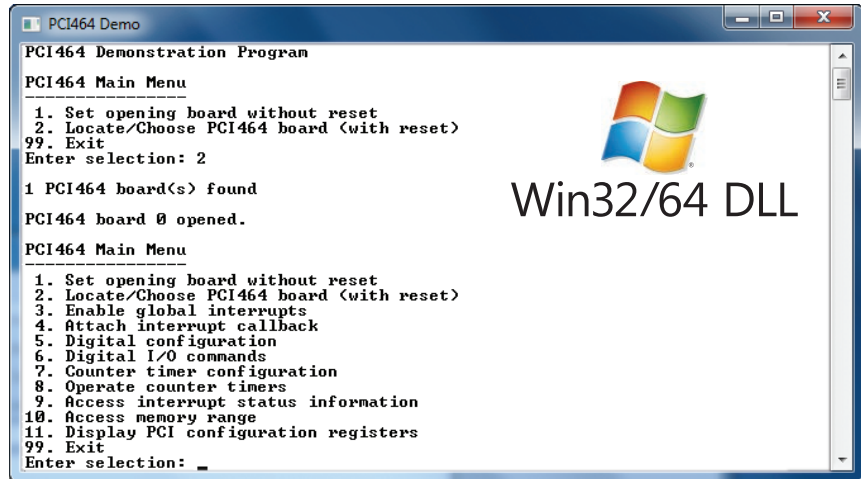 PCI464 Demo
PCI464 Demonstration Program
PCI464 Main Menu
----------------
1. Set opening board without reset
2. Locate/Choose PCI464 board (with reset)
99. Exit
Enter selection: 2
1 PCI464 board(s) found
PCI464 board 0 opened.
PCI464 Main Menu
----------------
1. Set opening board without reset
2. Locate/Choose PCI464 board (with reset)
3. Enable global interrupts
4. Attach interrupt callback
5. Digital configuration
6. Digital I/O commands
7. Counter timer configuration
8. Operate counter timers
9. Access interrupt status information
10. Access memory range
11. Display PCI configuration registers
99. Exit
Enter selection: _
Win32/64 DLL